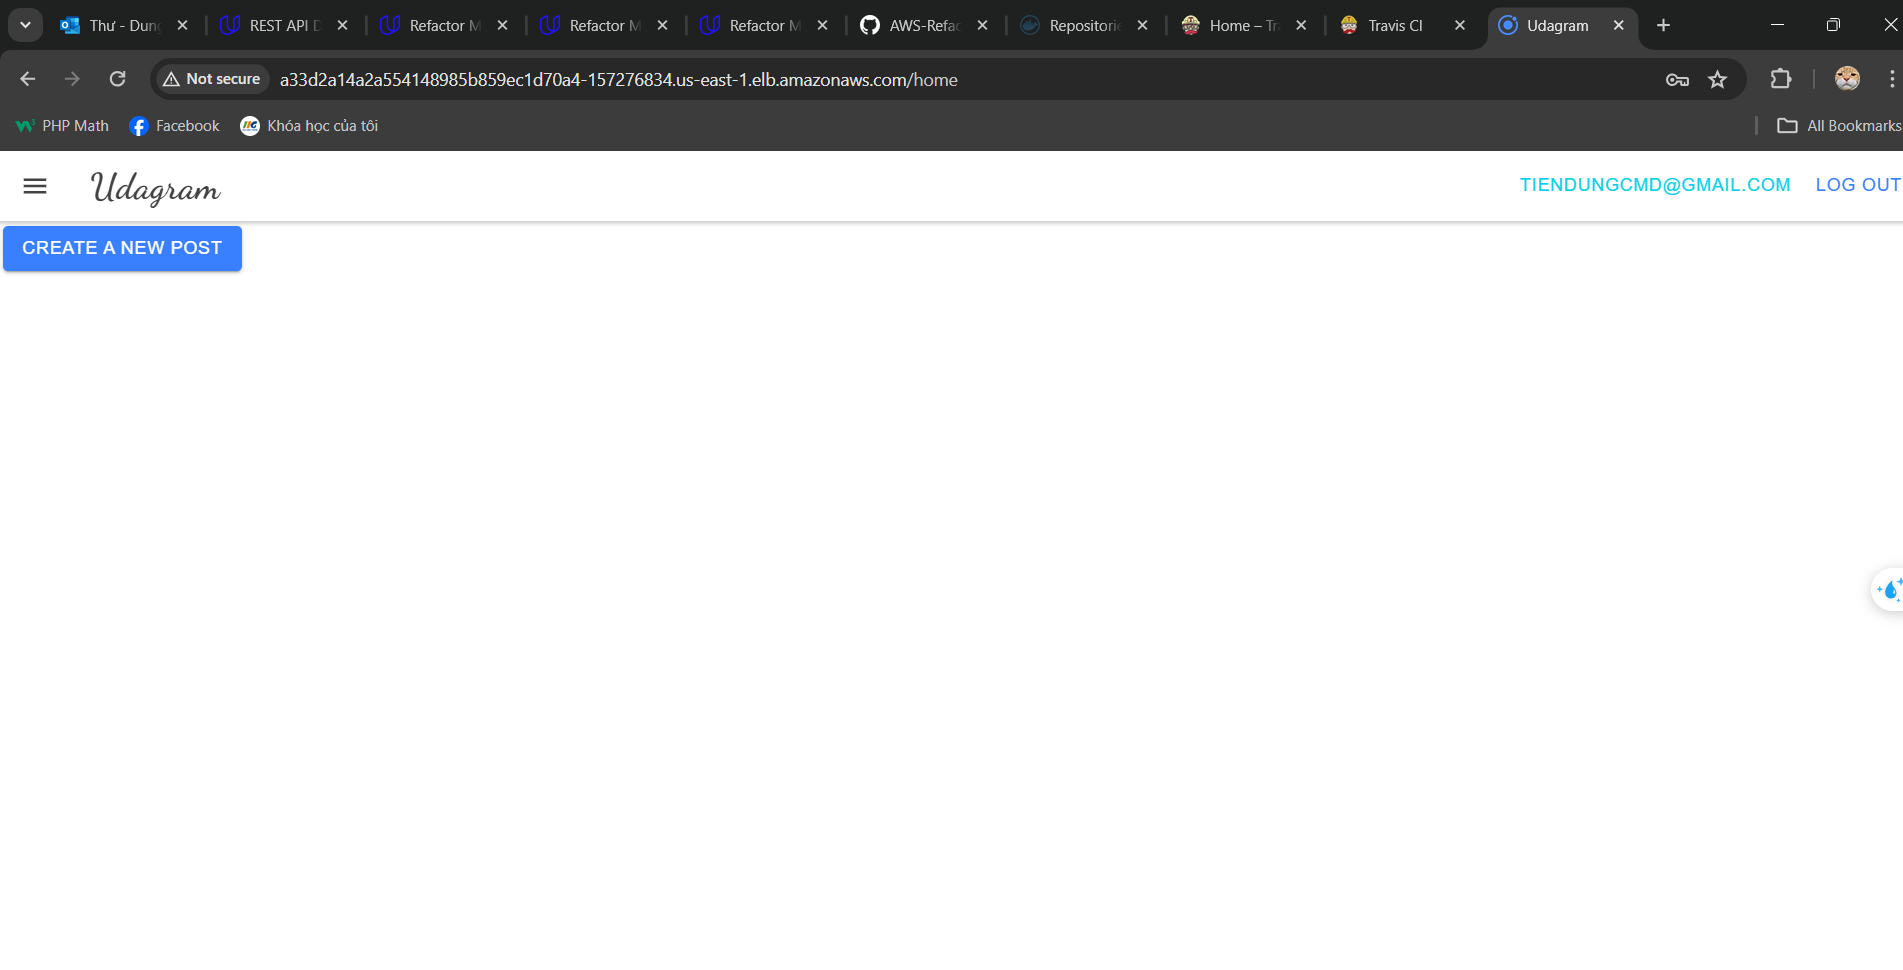 Thư - Dung REST API D Refactor M Refactor M Refactor M AWS-Refac Repositorie Home – Tra Travis CI Udagram
Not secure a33d2a14a2a554148985b859ec1d70a4-157276834.us-east-1.elb.amazonaws.com/home
PHP Math Facebook Khóa học của tôi All Bookmarks
Udagram TIENDUNGCMD@GMAIL.COM LOG OUT
CREATE A NEW POST